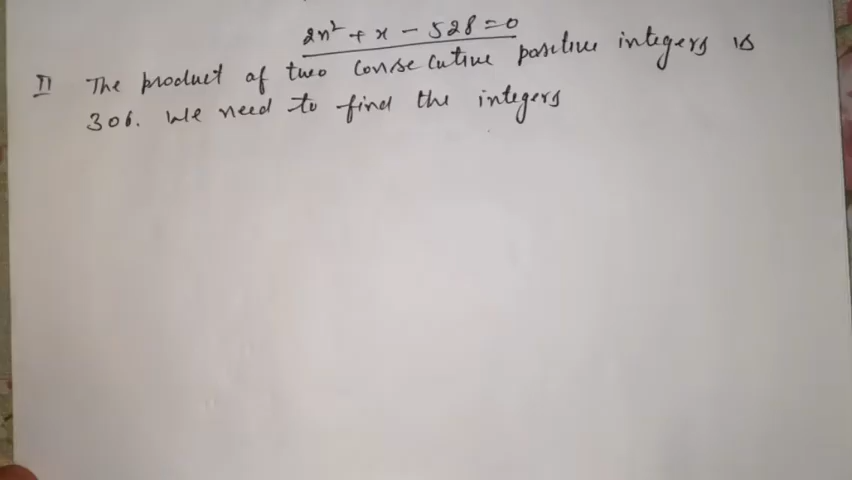 2x² + x - 528 = 0
II The product of two consecutive positive integers is
306. We need to find the integers